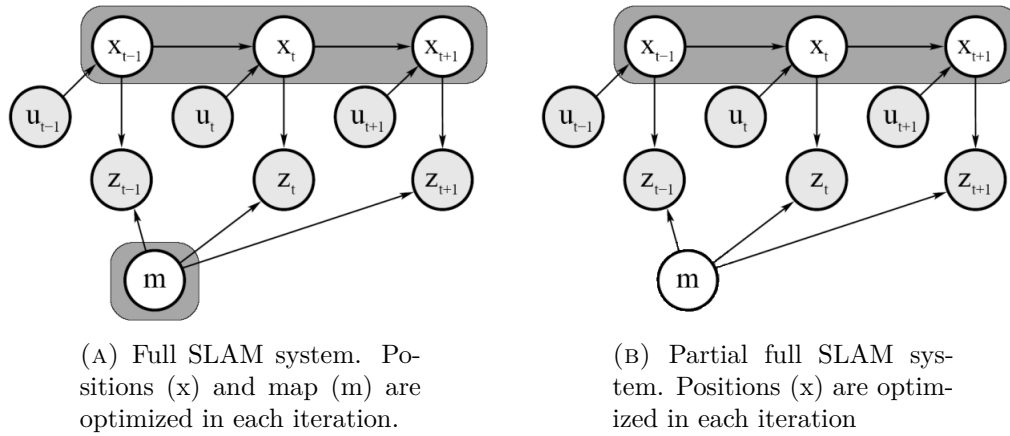 x_{t−1} x_t x_{t+1}
u_{t−1} u_t u_{t+1}
z_{t−1} z_t z_{t+1}
m
(A) Full SLAM system. Po-
sitions (x) and map (m) are
optimized in each iteration.
x_{t−1} x_t x_{t+1}
u_{t−1} u_t u_{t+1}
z_{t−1} z_t z_{t+1}
m
(B) Partial full SLAM sys-
tem. Positions (x) are optim-
ized in each iteration